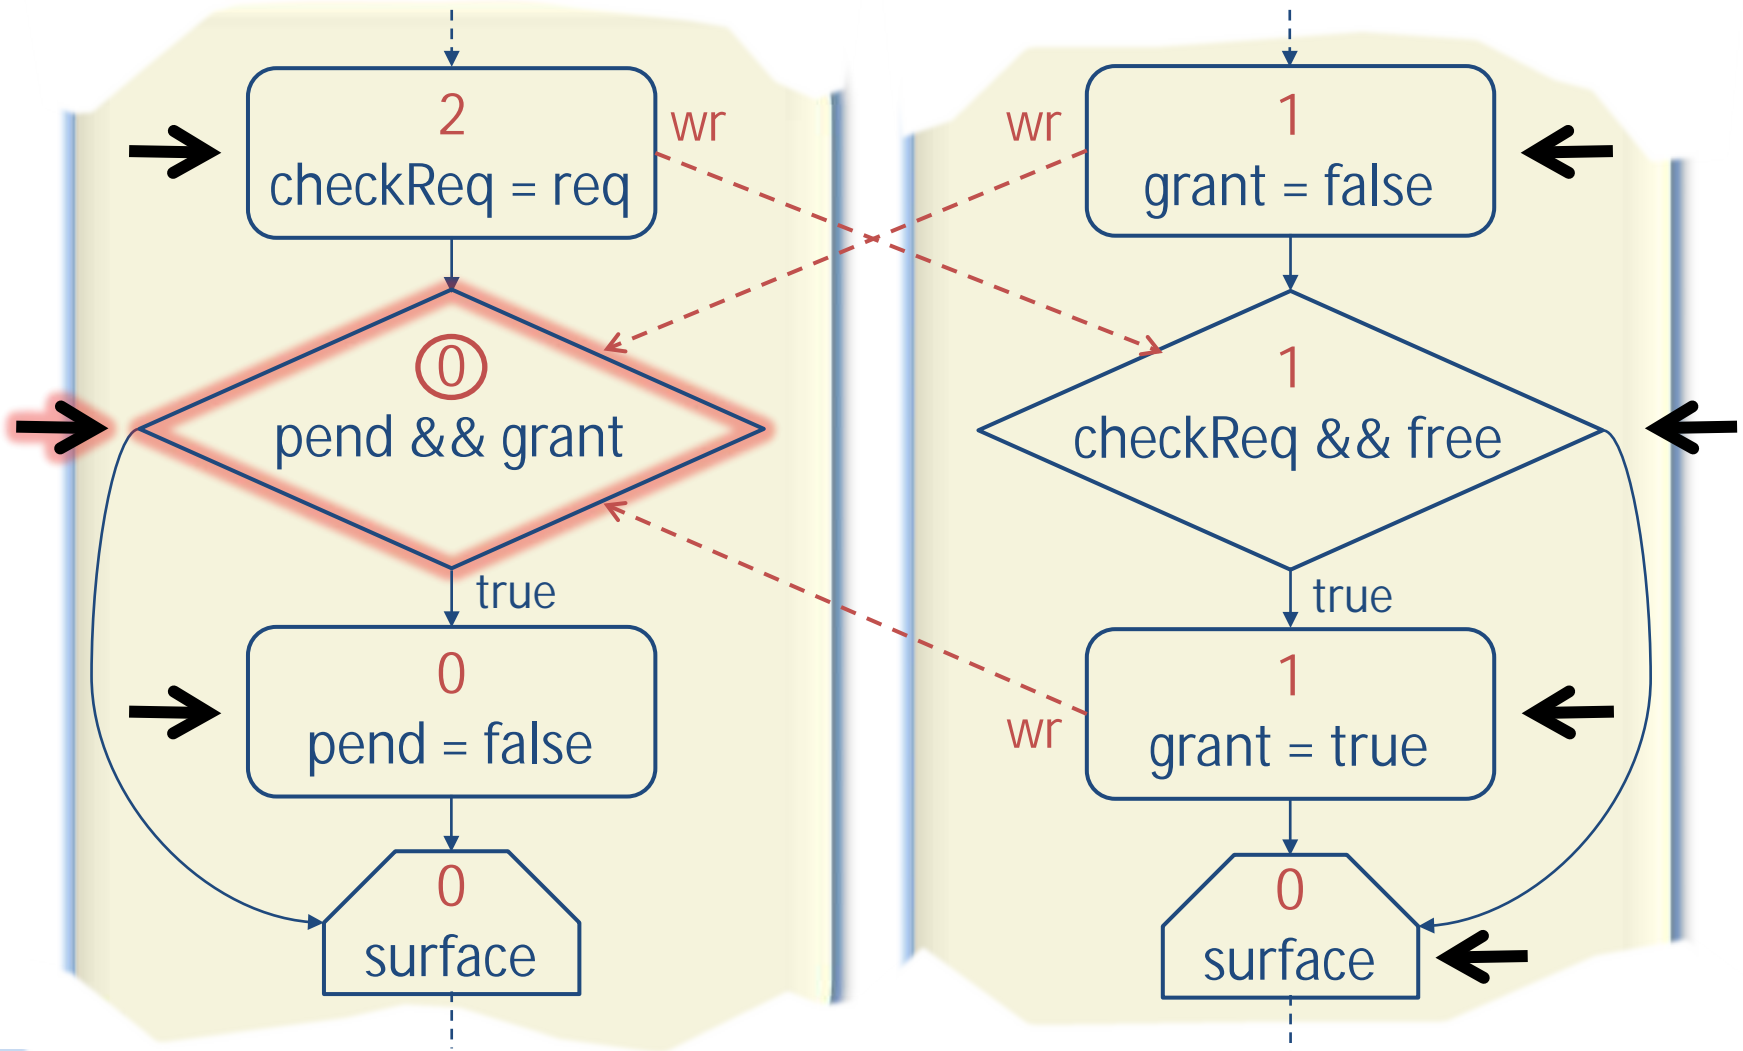 2
checkReq = req
wr
wr
1
grant = false
0
pend && grant
1
checkReq && free
true
true
0
pend = false
wr
1
grant = true
0
surface
0
surface